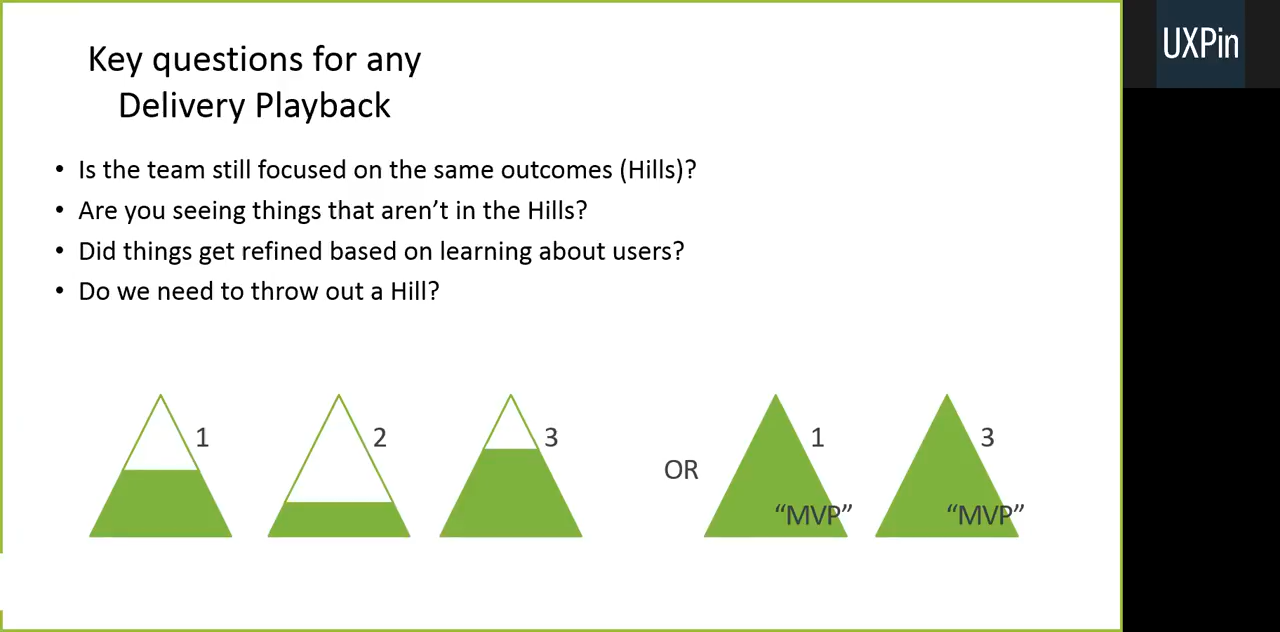 Key questions for any
Delivery Playback
• Is the team still focused on the same outcomes (Hills)?
• Are you seeing things that aren’t in the Hills?
• Did things get refined based on learning about users?
• Do we need to throw out a Hill?
1
2
3
OR
1
“MVP”
3
“MVP”
UXPin